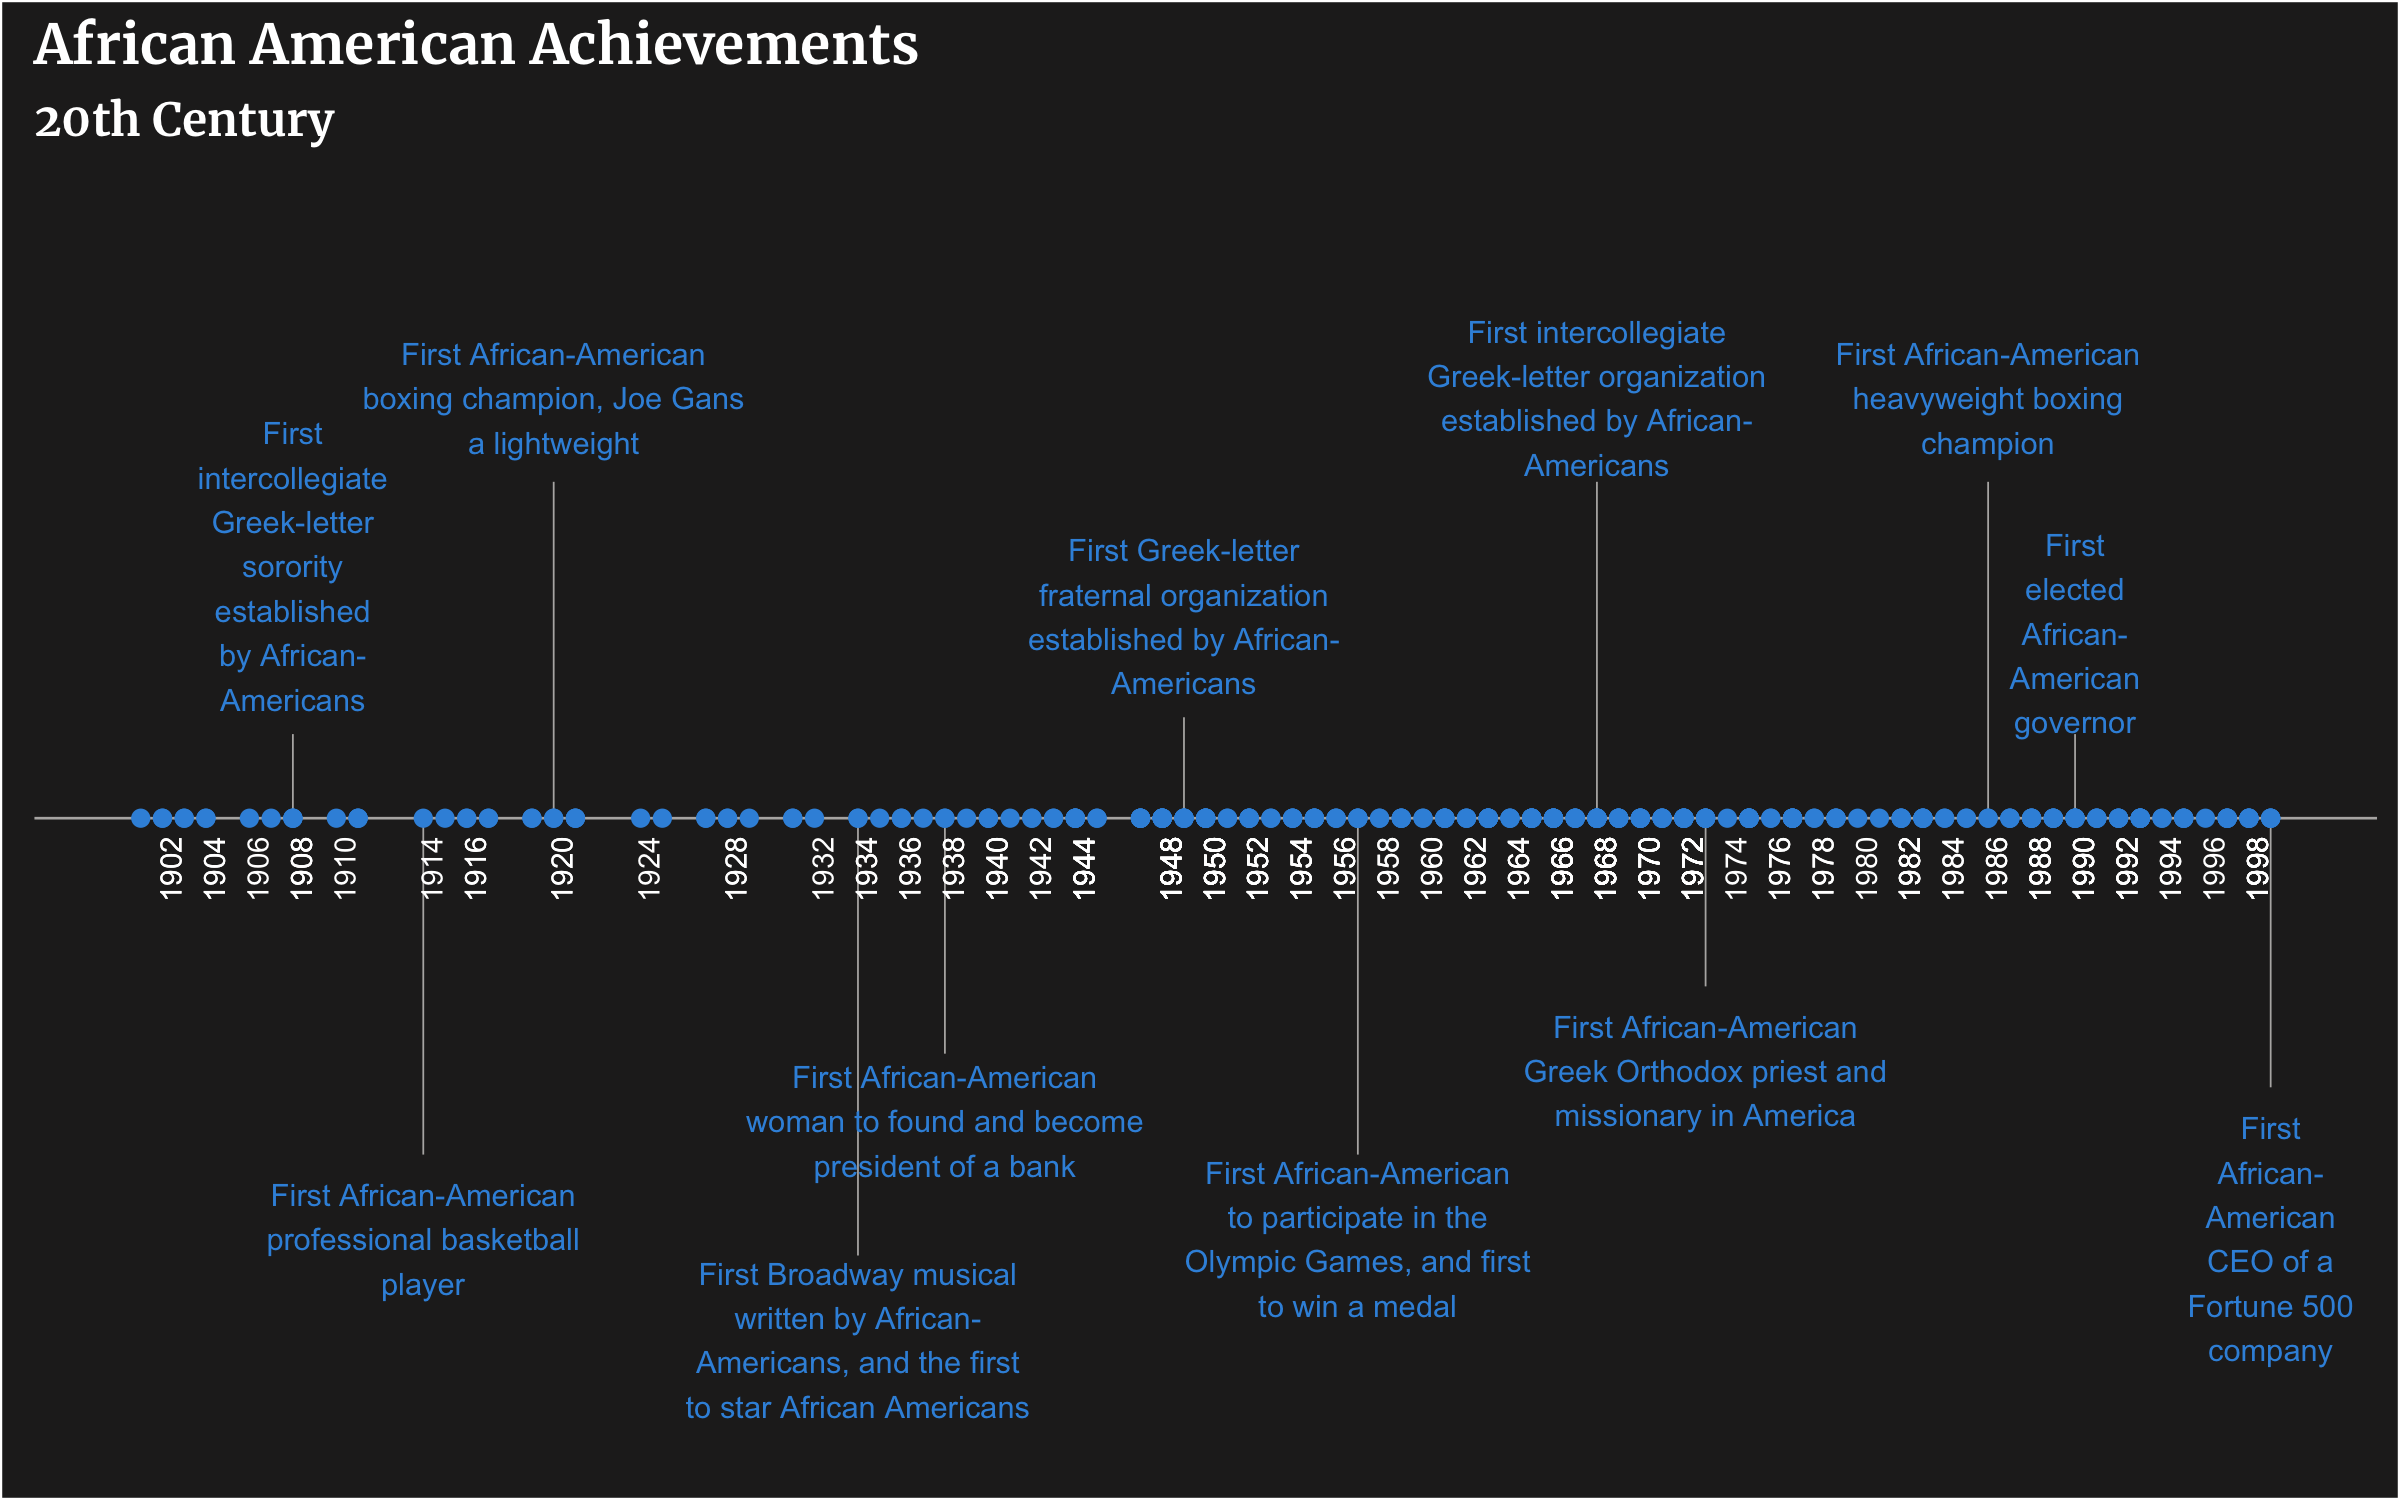 African American Achievements
20th Century
First
intercollegiate
Greek-letter
sorority
established
by African-
Americans
First African-American
boxing champion, Joe Gans
a lightweight
First Greek-letter
fraternal organization
established by African-
Americans
First intercollegiate
Greek-letter organization
established by African-
Americans
First African-American
heavyweight boxing
champion
First
elected
African-
American
governor
1902
1904
1906
1908
1910
1914
1916
1920
1924
1928
1932
1934
1936
1938
1940
1942
1944
1948
1950
1952
1954
1956
1958
1960
1962
1964
1966
1968
1970
1972
1974
1976
1978
1980
1982
1984
1986
1988
1990
1992
1994
1996
1998
First African-American
professional basketball
player
First African-American
woman to found and become
president of a bank
First Broadway musical
written by African-
Americans, and the first
to star African Americans
First African-American
to participate in the
Olympic Games, and first
to win a medal
First African-American
Greek Orthodox priest and
missionary in America
First
African-
American
CEO of a
Fortune 500
company